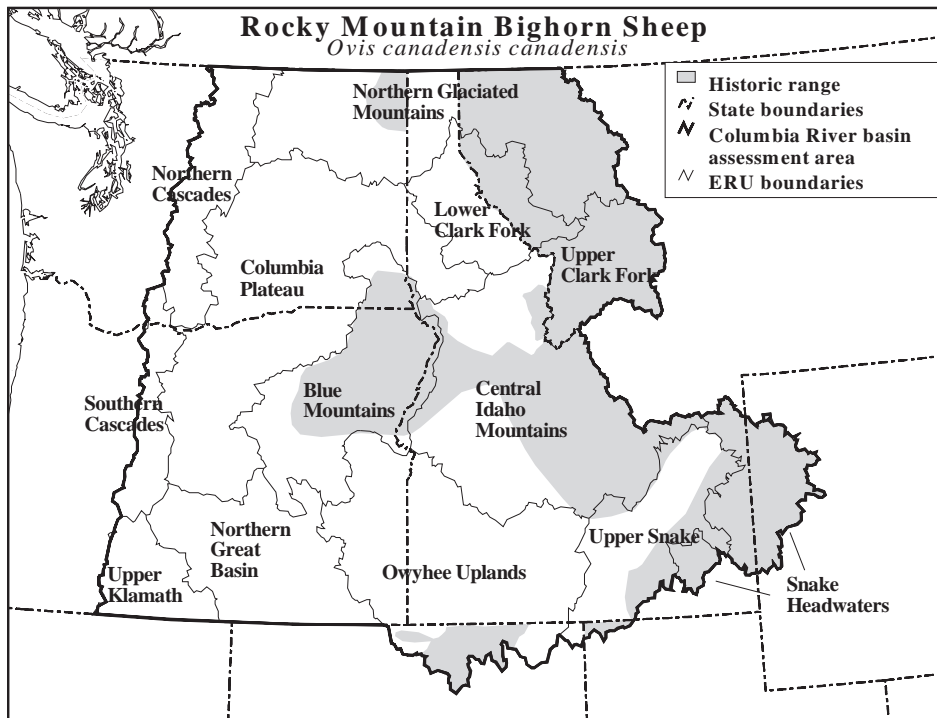 Rocky Mountain Bighorn Sheep
Ovis canadensis canadensis
Historic range
State boundaries
Columbia River basin
assessment area
ERU boundaries
Northern Glaciated
Mountains
Northern
Cascades
Lower
Clark Fork
Upper
Clark Fork
Columbia
Plateau
Blue
Mountains
Central
Idaho
Mountains
Southern
Cascades
Northern
Great
Basin
Upper Snake
Owyhee Uplands
Upper
Klamath
Snake
Headwaters